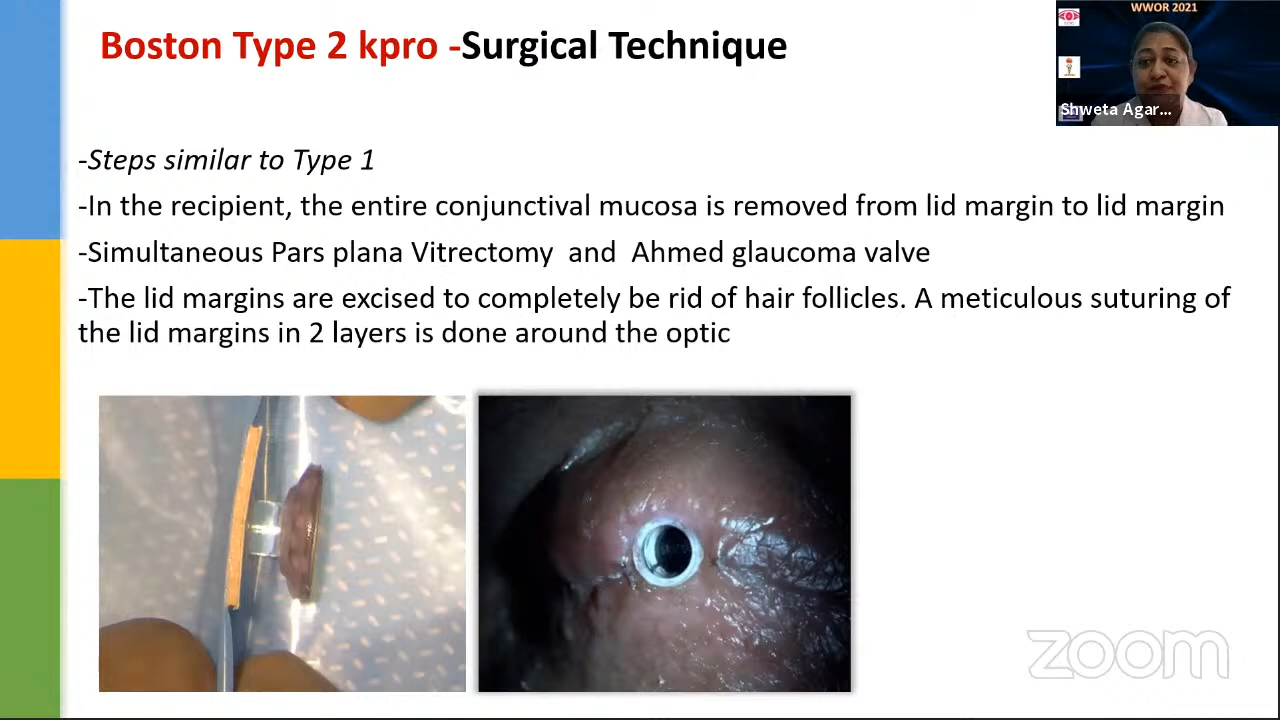 Boston Type 2 kpro -Surgical Technique
WWOR 2021
Shweta Agar...
-Steps similar to Type 1
-In the recipient, the entire conjunctival mucosa is removed from lid margin to lid margin
-Simultaneous Pars plana Vitrectomy and Ahmed glaucoma valve
-The lid margins are excised to completely be rid of hair follicles. A meticulous suturing of
the lid margins in 2 layers is done around the optic
zoom